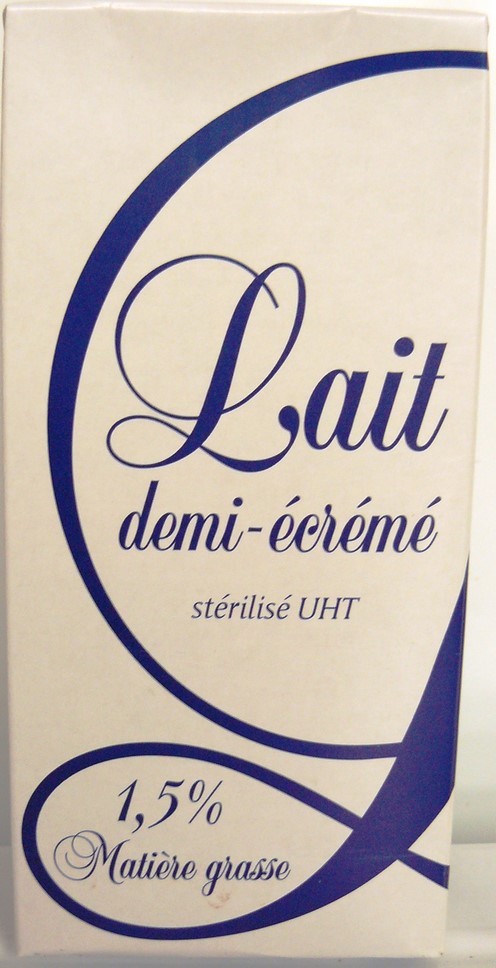 Lait
demi-écrémé
stérilisé UHT
1,5%
Matière grasse